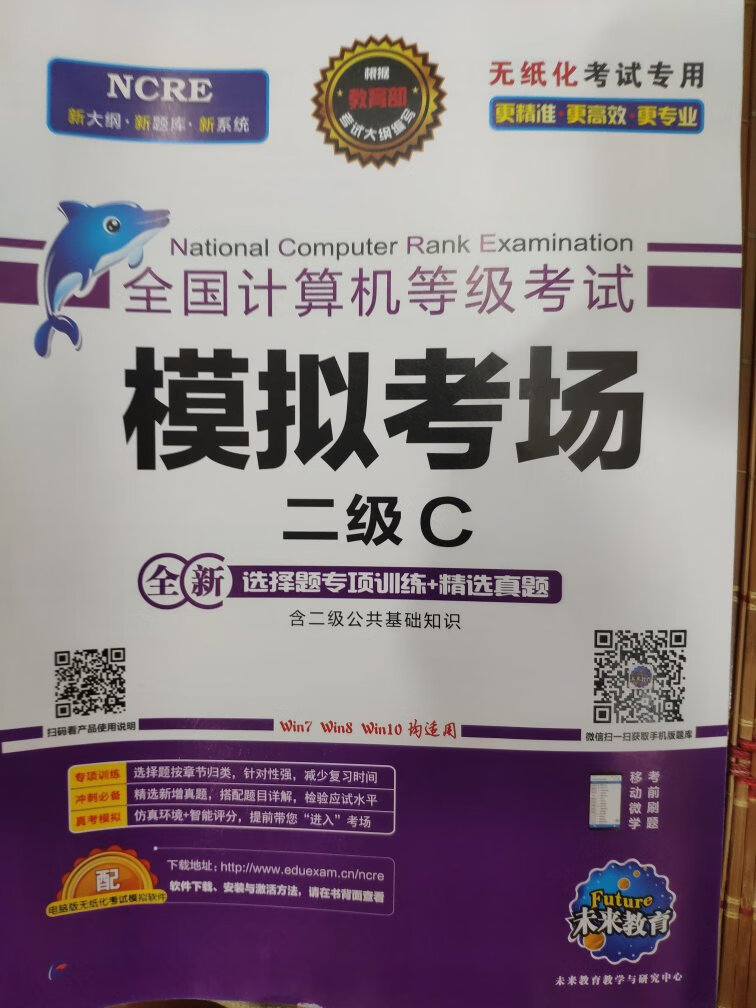 NCRE
新大纲·新题库·新系统
根据
教育部
考试大纲编写
无纸化考试专用
更精准·更高效·更专业
National Computer Rank Examination
全国计算机等级考试
模拟考场
二级 C
全新 选择题专项训练+精选真题
含二级公共基础知识
扫码看产品使用说明
微信扫一扫获取手机版题库
Win7 Win8 Win10 均适用
专项训练 选择题按章节归类，针对性强，减少复习时间
冲刺必备 精选新增真题，搭配题目详解，检验应试水平
真考模拟 仿真环境+智能评分，提前带您“进入”考场
考前刷题
移动微学
配
电脑版无纸化考试模拟软件
下载地址：http://www.eduexam.cn/ncre
软件下载、安装与激活方法，请在书背面查看
Future
未来教育
未来教育教学与研究中心